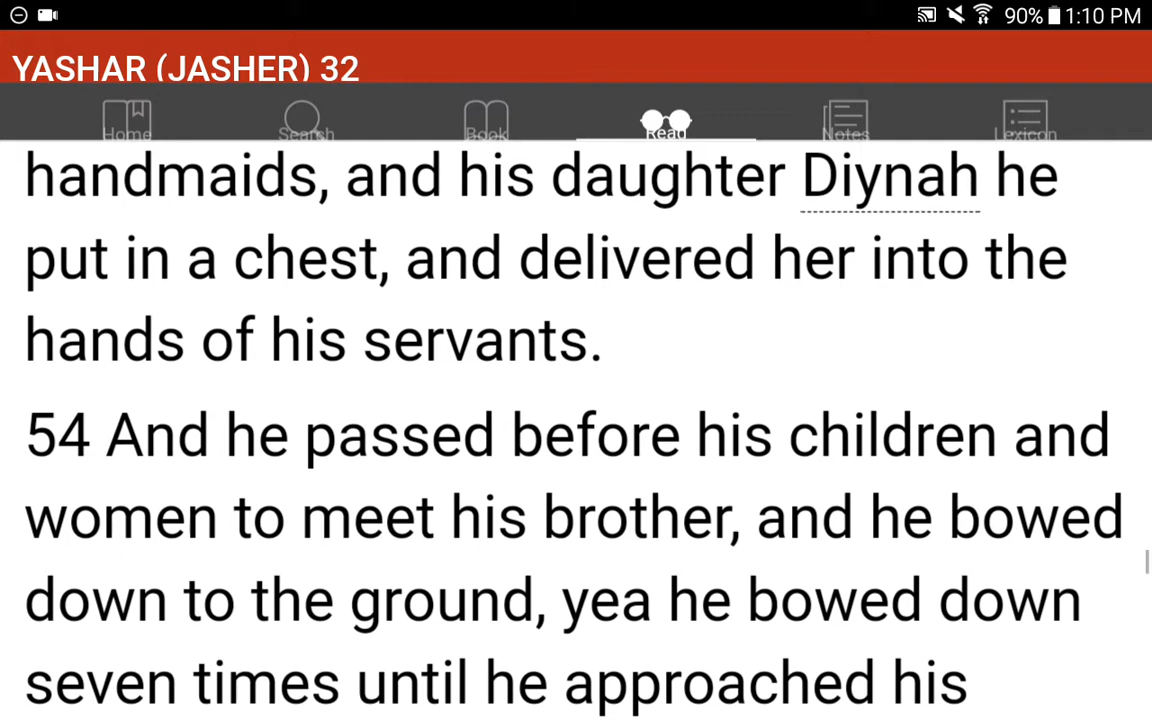 90% 1:10 PM
YASHAR (JASHER) 32
Home Search Book Read Notes Lexicon
handmaids, and his daughter Diynah he
put in a chest, and delivered her into the
hands of his servants.
54 And he passed before his children and
women to meet his brother, and he bowed
down to the ground, yea he bowed down
seven times until he approached his